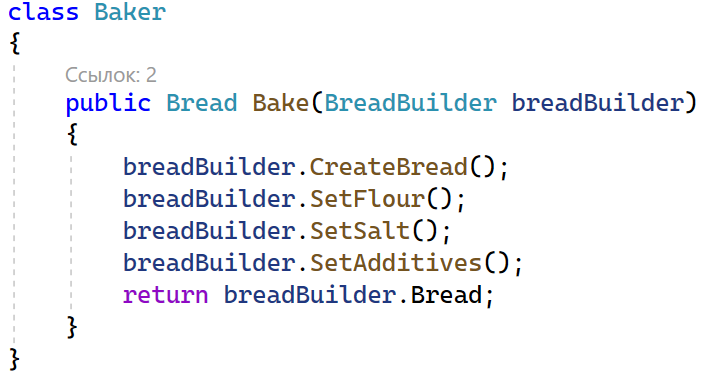 class Baker
{
Ссылок: 2
public Bread Bake(BreadBuilder breadBuilder)
{
breadBuilder.CreateBread();
breadBuilder.SetFlour();
breadBuilder.SetSalt();
breadBuilder.SetAdditives();
return breadBuilder.Bread;
}
}